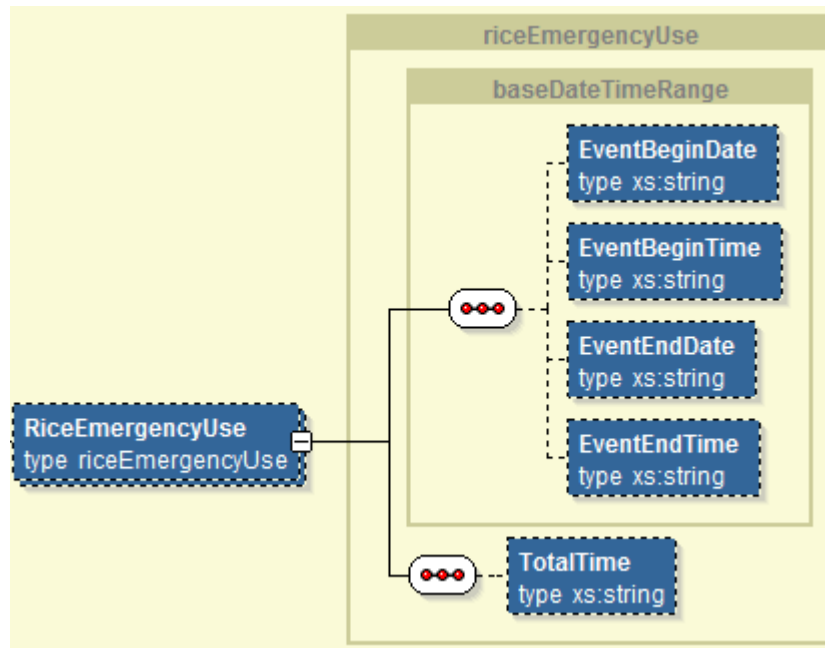 riceEmergencyUse
baseDateTimeRange
EventBeginDate
type xs:string
EventBeginTime
type xs:string
EventEndDate
type xs:string
EventEndTime
type xs:string
RiceEmergencyUse
type riceEmergencyUse
TotalTime
type xs:string